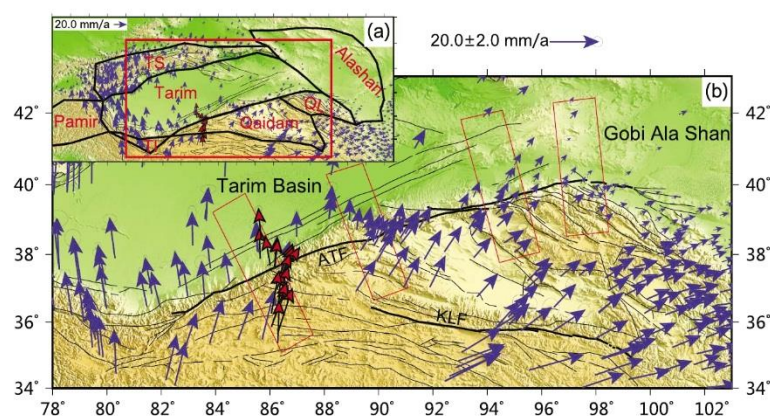 20.0 mm/a
(a)
20.0±2.0 mm/a
TS
Alashan
Tarim
QL
Pamir
Qaidam
TJ
(b)
42°
42°
Gobi Ala Shan
Tarim Basin
40°
40°
38°
38°
ATF
36°
36°
KLF
34°
34°
78° 80° 82° 84° 86° 88° 90° 92° 94° 96° 98° 100° 102°